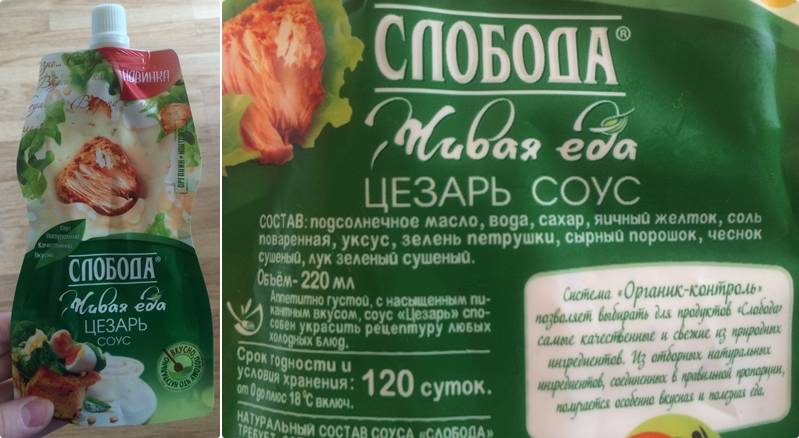 НОВИНКА
СЛОБОДА®
Живая еда
ЦЕЗАРЬ
СОУС
СЛОБОДА®
Живая еда
ЦЕЗАРЬ СОУС
СОСТАВ: подсолнечное масло, вода, сахар, яичный желток, соль
поваренная, уксус, зелень петрушки, сырный порошок, чеснок
сушеный, лук зеленый сушеный.
Объём- 220 мл
Аппетитно густой, с насыщенным пи-
кантным вкусом, соус «Цезарь» спо-
собен украсить рецептуру любых
холодных блюд.
Срок годности и
условия хранения:
от 0 до плюс 18 °С включ.
120 суток.
НАТУРАЛЬНЫЙ СОСТАВ СОУСА «СЛОБОДА»
Система «Органик-контроль»
позволяет выбирать для продуктов «Слобода»
самые качественные и свежие из природных
ингредиентов. Из отборных натуральных
ингредиентов, соединенных в правильной пропорции,
получается особенно вкусная и полезная еда.